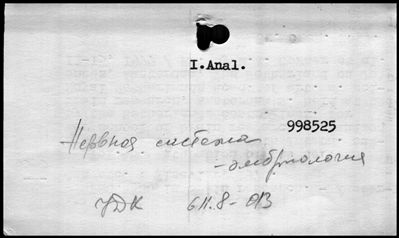 I.Anal.
998525
Нервная система
- эмбриология
УДК 611.8-013